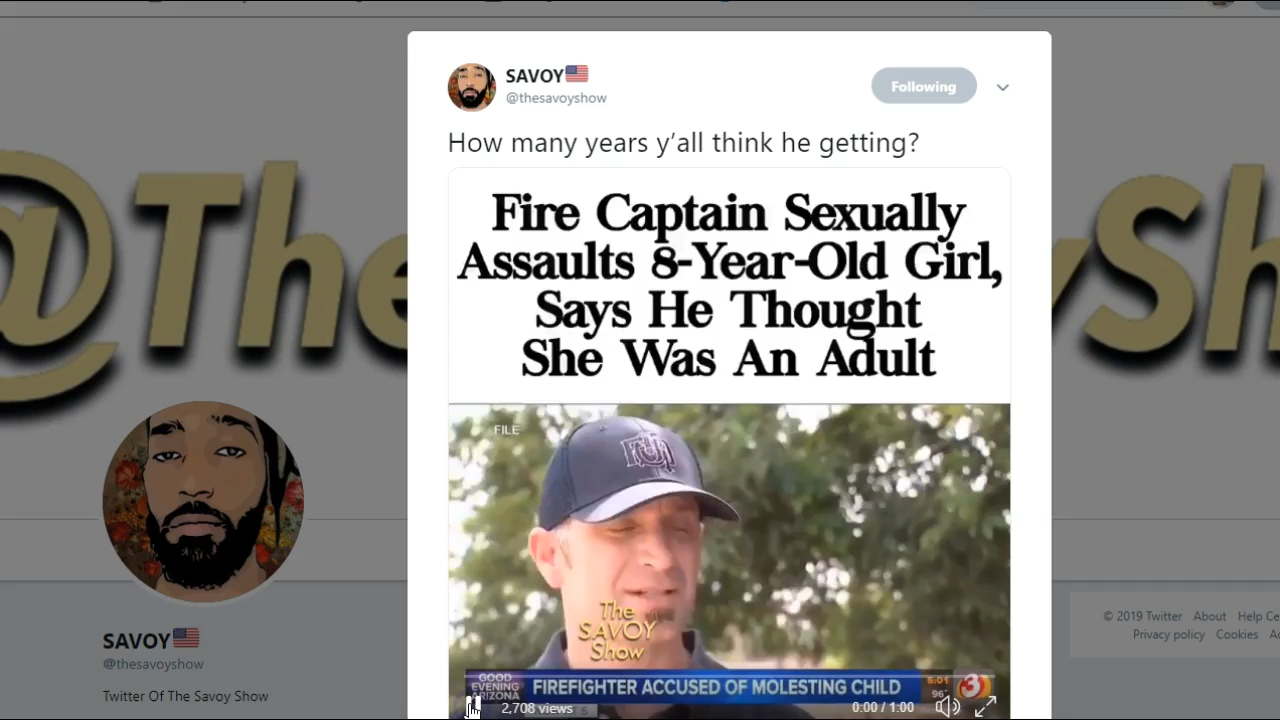 @The
ySh
SAVOY
@thesavoyshow
Following
How many years y'all think he getting?
Fire Captain Sexually
Assaults 8-Year-Old Girl,
Says He Thought
She Was An Adult
FILE
The
SAVOY
Show
GOOD
EVENING
ARIZONA
FIREFIGHTER ACCUSED OF MOLESTING CHILD
5:01
96°
3
2,708 views
0:00 / 1:00
SAVOY
@thesavoyshow
Twitter Of The Savoy Show
© 2019 Twitter About Help Ce
Privacy policy Cookies